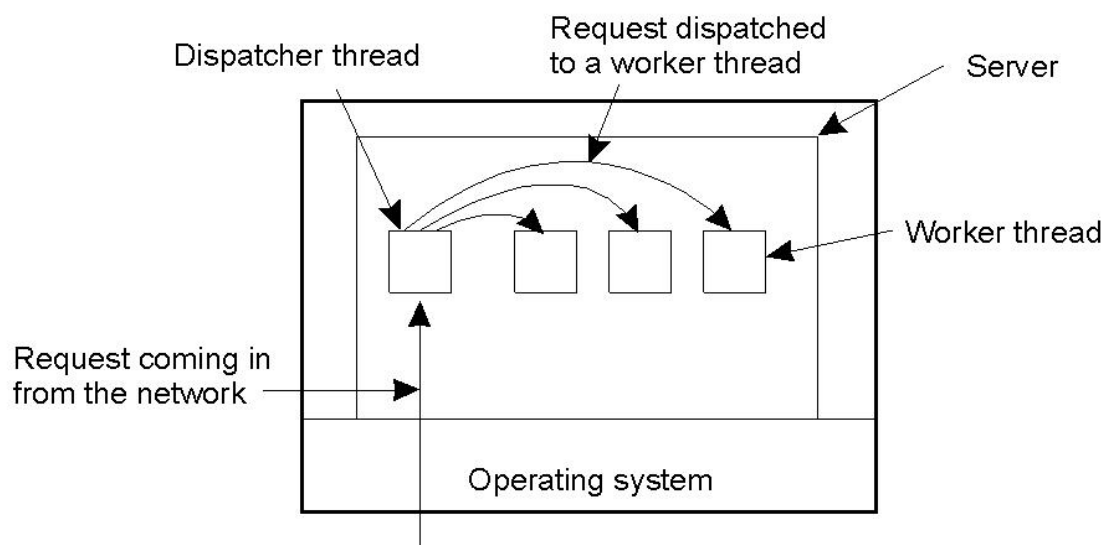 Dispatcher thread
Request dispatched
to a worker thread
Server
Worker thread
Request coming in
from the network
Operating system